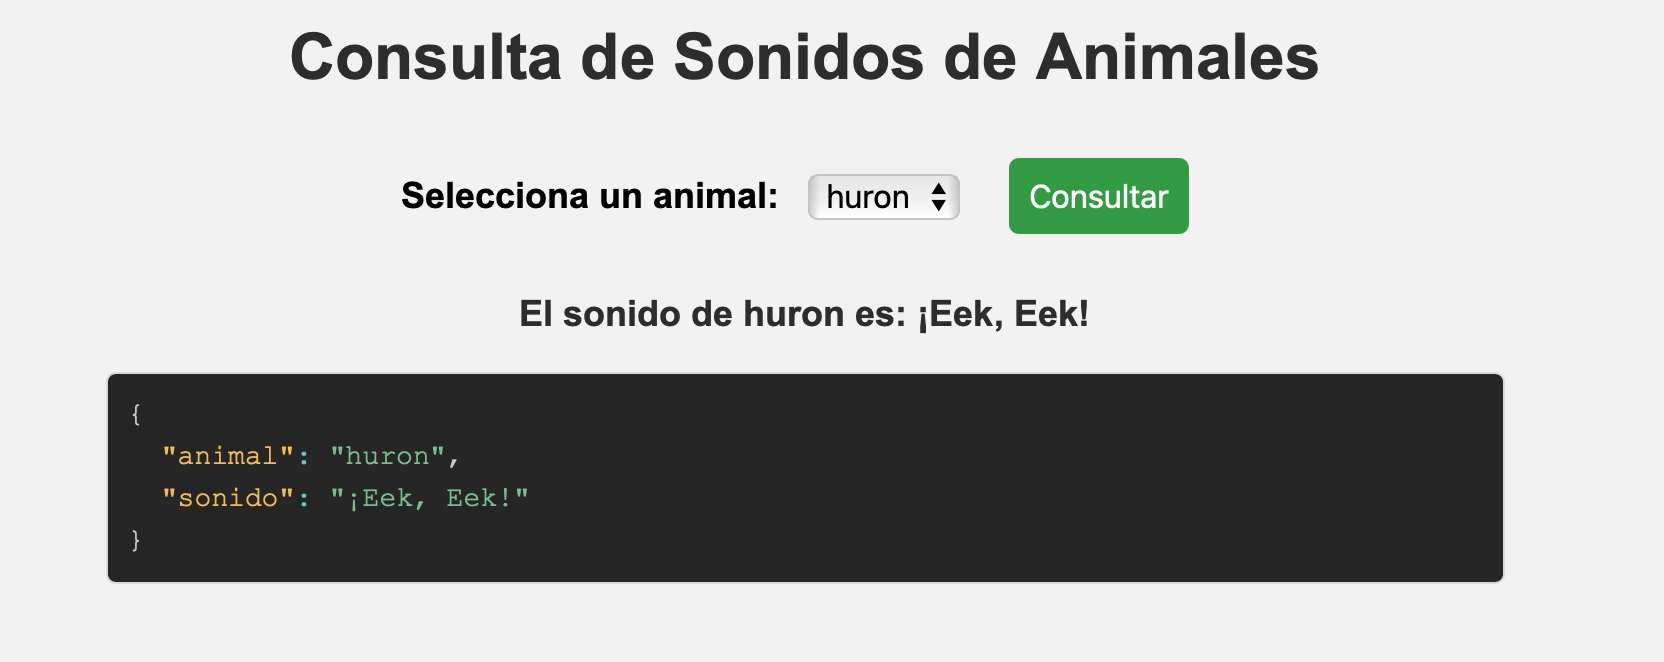 Consulta de Sonidos de Animales
Selecciona un animal: huron Consultar
El sonido de huron es: ¡Eek, Eek!
{
  "animal": "huron",
  "sonido": "¡Eek, Eek!"
}